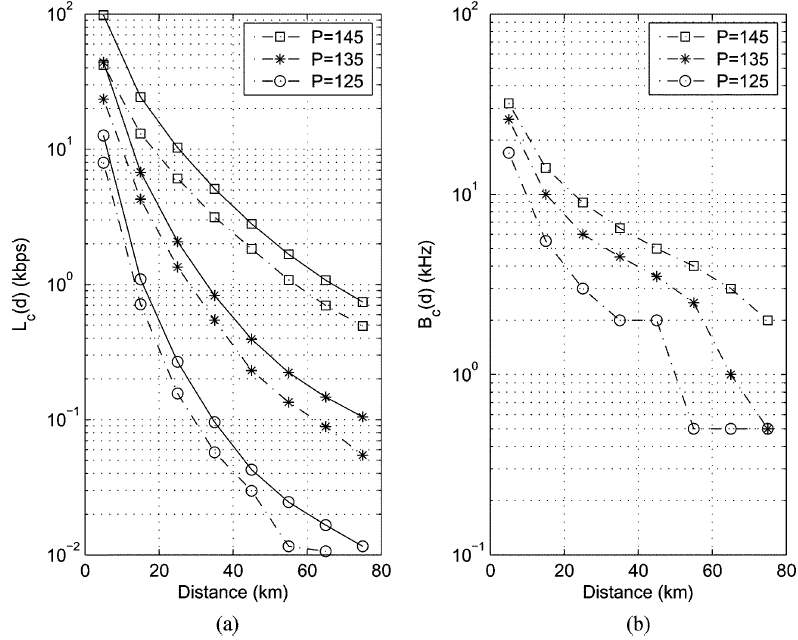 (a)
P=145
P=135
P=125
L_c(d) (kbps)
10^2
10^1
10^0
10^-1
10^-2
0 20 40 60 80
Distance (km)
(a)
(b)
P=145
P=135
P=125
B_c(d) (kHz)
10^2
10^1
10^0
10^-1
0 20 40 60 80
Distance (km)
(b)